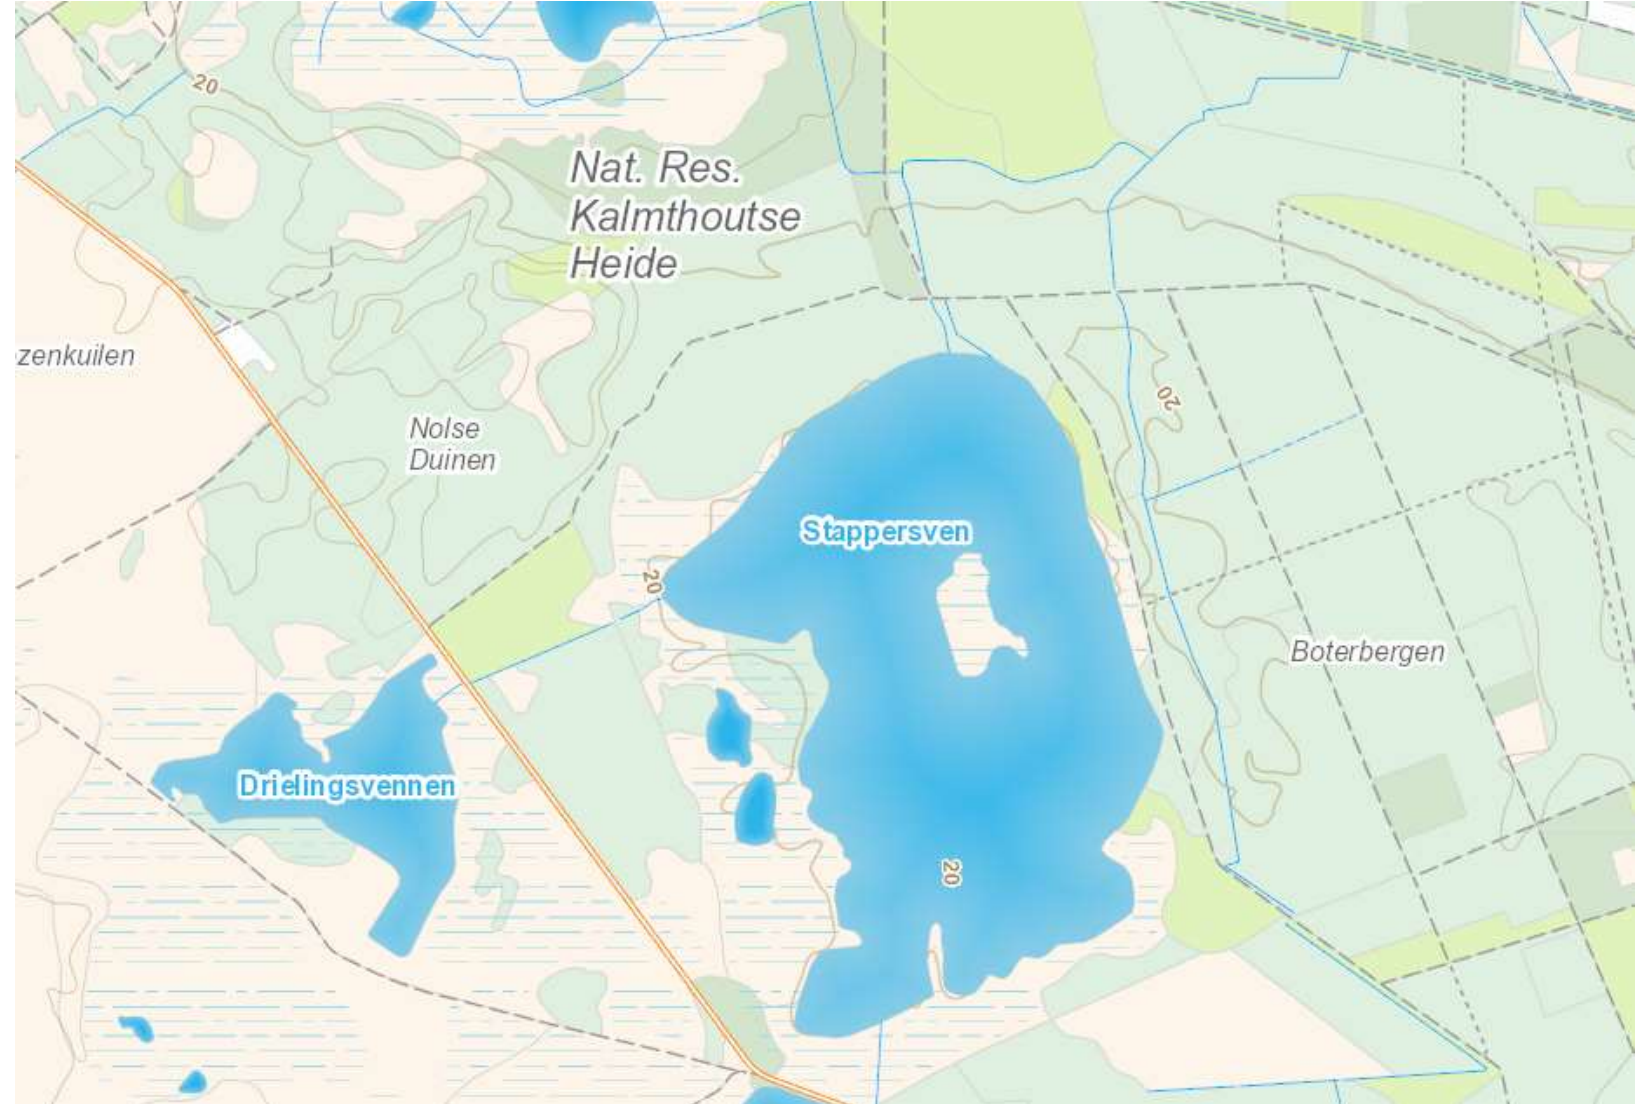 20
Nat. Res.
Kalmthoutse
Heide
zenkuilen
20
Nolse
Duinen
Stappersven
20
Boterbergen
Drielingsvennen
20